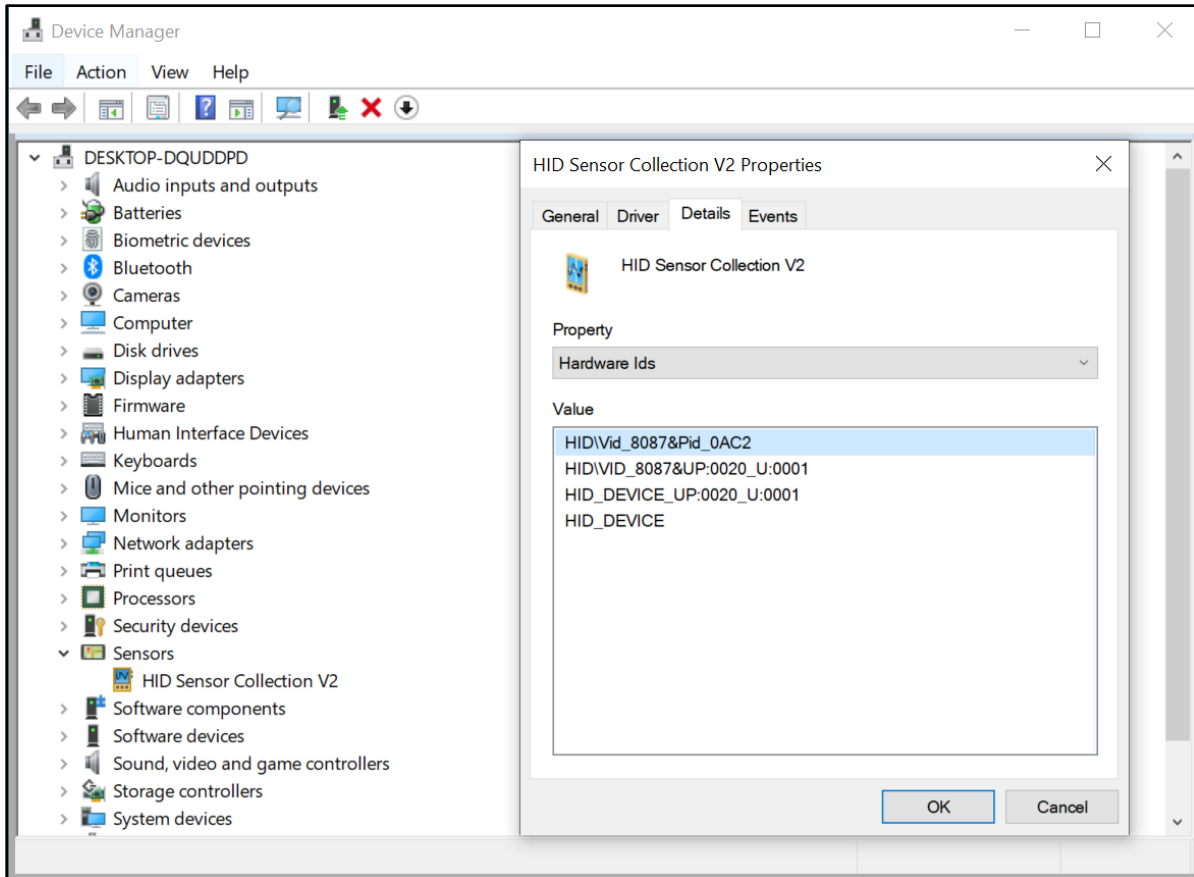 Device Manager
File Action View Help
DESKTOP-DQUDDPD
Audio inputs and outputs
Batteries
Biometric devices
Bluetooth
Cameras
Computer
Disk drives
Display adapters
Firmware
Human Interface Devices
Keyboards
Mice and other pointing devices
Monitors
Network adapters
Print queues
Processors
Security devices
Sensors
HID Sensor Collection V2
Software components
Software devices
Sound, video and game controllers
Storage controllers
System devices
HID Sensor Collection V2 Properties
General Driver Details Events
HID Sensor Collection V2
Property
Hardware Ids
Value
HID\Vid_8087&Pid_0AC2
HID\VID_8087&UP:0020_U:0001
HID_DEVICE_UP:0020_U:0001
HID_DEVICE
OK Cancel